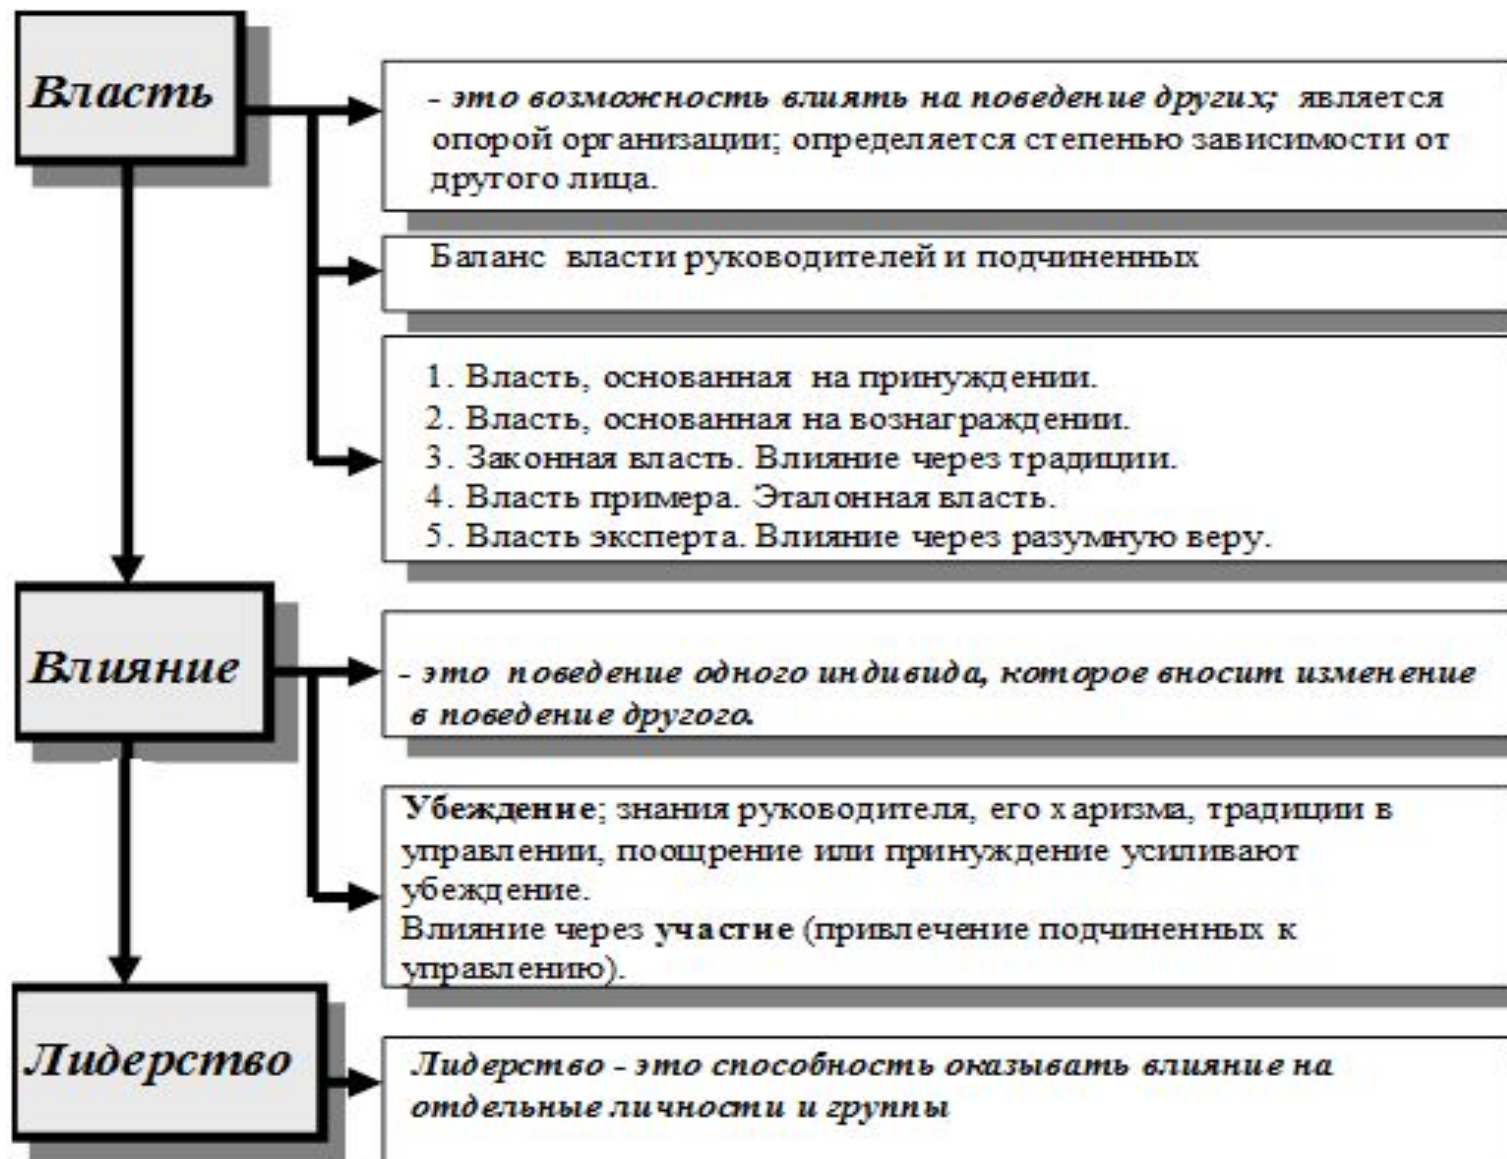 Власть
- это возможность влиять на поведение других; является
опорой организации; определяется степенью зависимости от
другого лица.
Баланс власти руководителей и подчиненных
1. Власть, основанная на принуждении.
2. Власть, основанная на вознаграждении.
3. Законная власть. Влияние через традиции.
4. Власть примера. Эталонная власть.
5. Власть эксперта. Влияние через разумную веру.
Влияние
- это поведение одного индивида, которое вносит изменение
в поведение другого.
Убеждение; знания руководителя, его харизма, традиции в
управлении, поощрение или принуждение усиливают
убеждение.
Влияние через участие (привлечение подчиненных к
управлению).
Лидерство
Лидерство - это способность оказывать влияние на
отдельные личности и группы